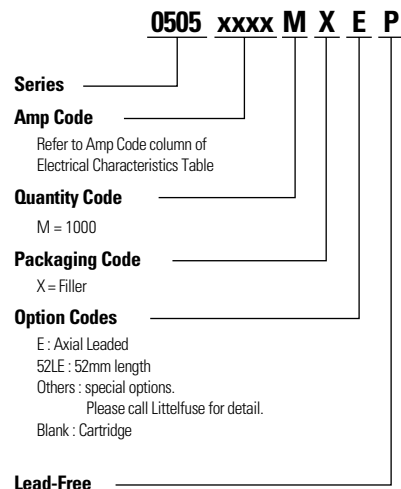 0505 xxxx M X E P
Series
Amp Code
Refer to Amp Code column of
Electrical Characteristics Table
Quantity Code
M = 1000
Packaging Code
X = Filler
Option Codes
E : Axial Leaded
52LE : 52mm length
Others : special options.
Please call Littelfuse for detail.
Blank : Cartridge
Lead-Free